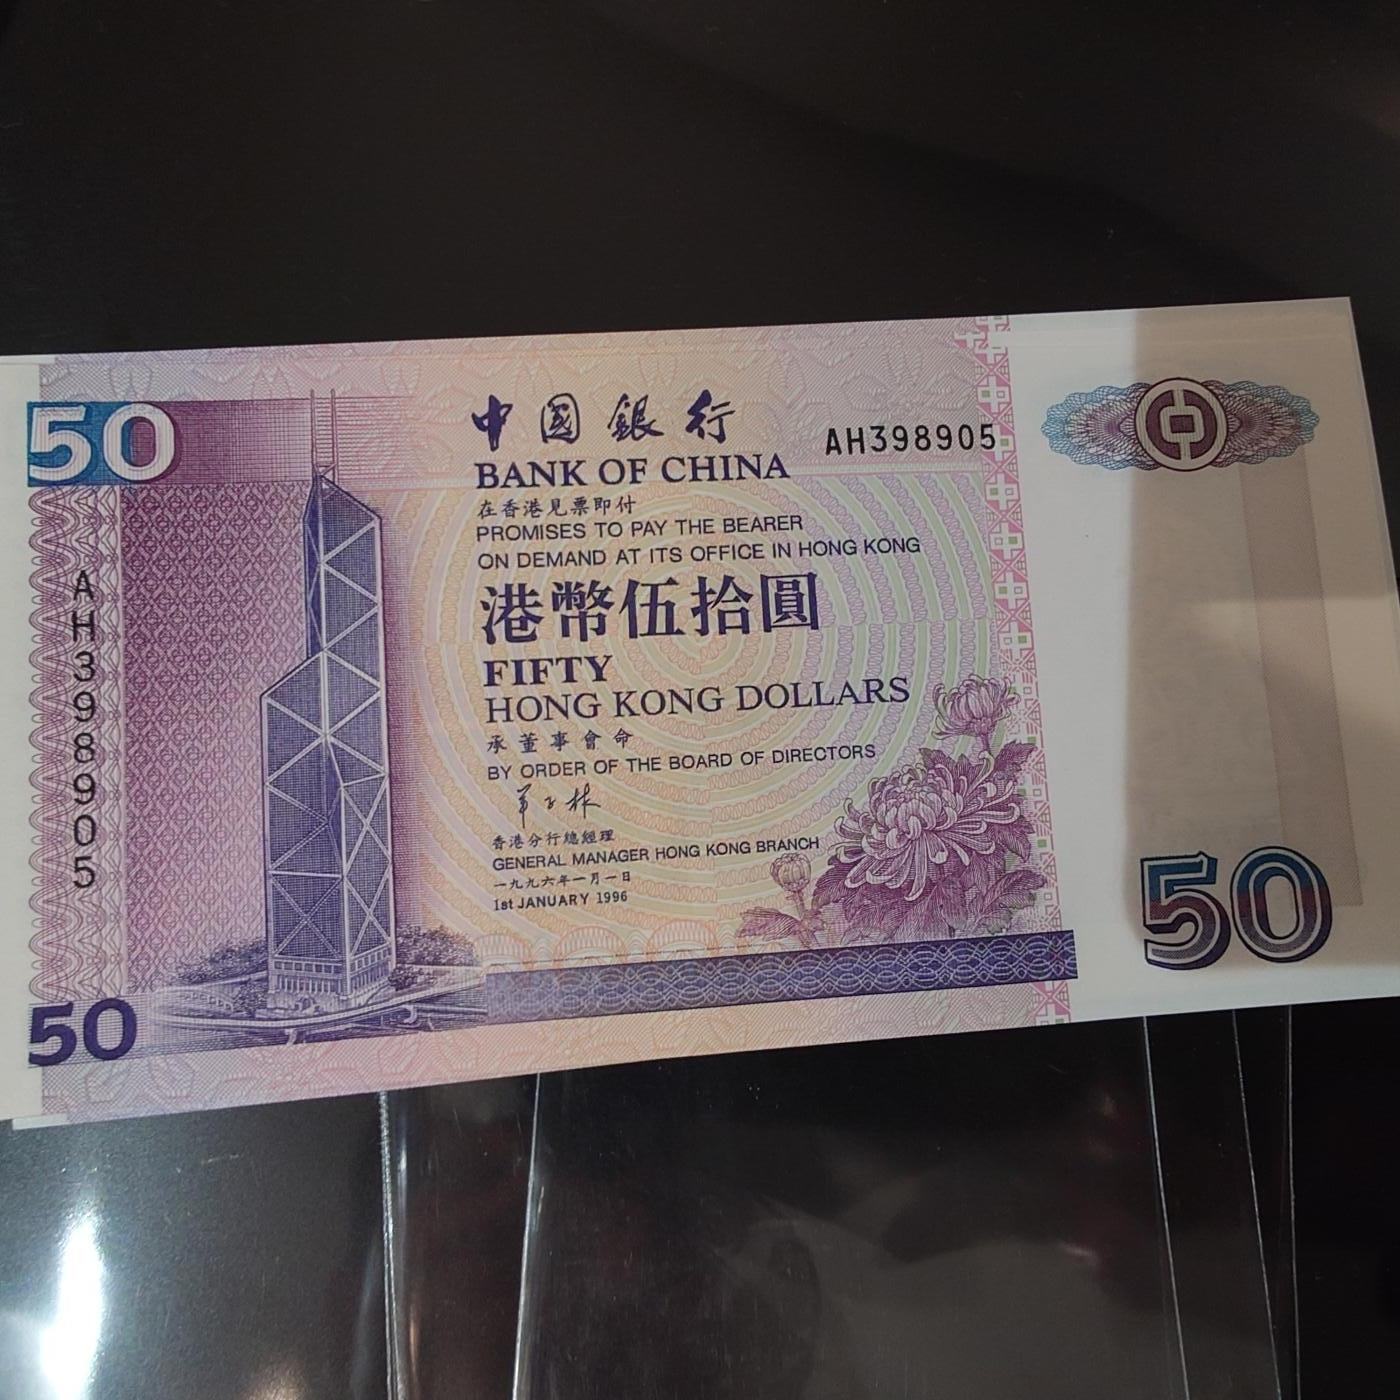 50
中國銀行
BANK OF CHINA
AH398905
在香港見票即付
PROMISES TO PAY THE BEARER
ON DEMAND AT ITS OFFICE IN HONG KONG
港幣伍拾圓
FIFTY
HONG KONG DOLLARS
承董事會命
BY ORDER OF THE BOARD OF DIRECTORS
香港分行總經理
GENERAL MANAGER HONG KONG BRANCH
一九九六年一月一日
1st JANUARY 1996
AH398905
50
50